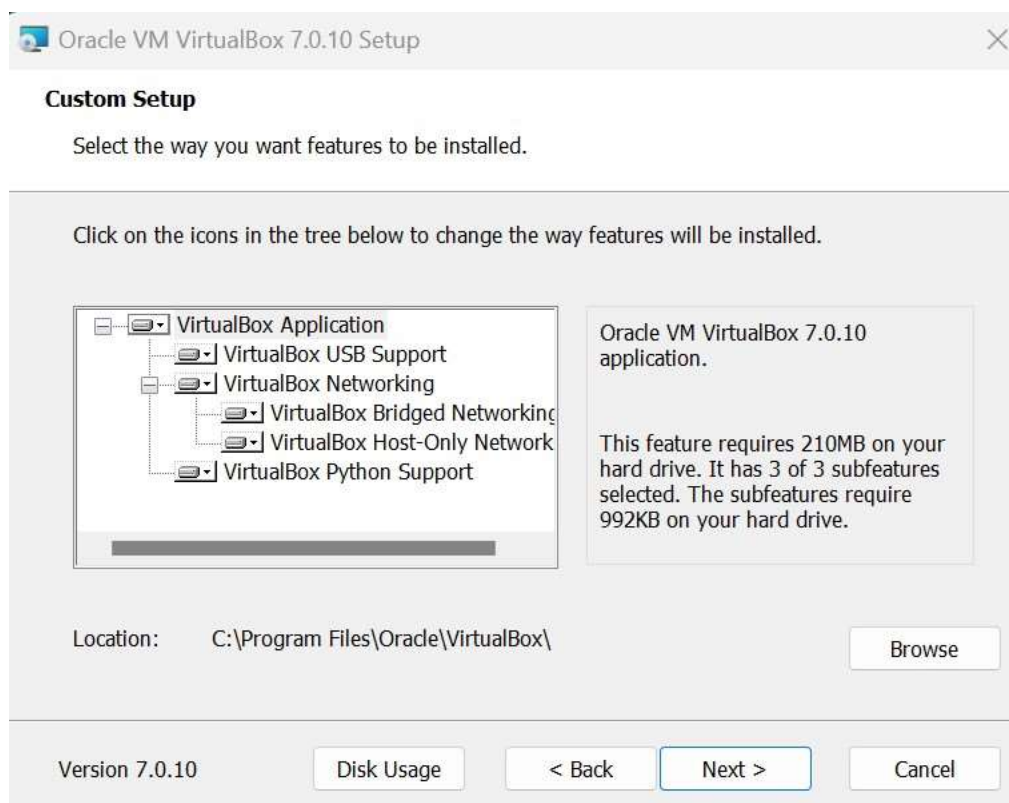 Oracle VM VirtualBox 7.0.10 Setup
Custom Setup
Select the way you want features to be installed.
Click on the icons in the tree below to change the way features will be installed.
VirtualBox Application
VirtualBox USB Support
VirtualBox Networking
VirtualBox Bridged Networking
VirtualBox Host-Only Network
VirtualBox Python Support
Oracle VM VirtualBox 7.0.10
application.
This feature requires 210MB on your
hard drive. It has 3 of 3 subfeatures
selected. The subfeatures require
992KB on your hard drive.
Location: C:\Program Files\Oracle\VirtualBox\
Browse
Version 7.0.10 Disk Usage < Back Next > Cancel